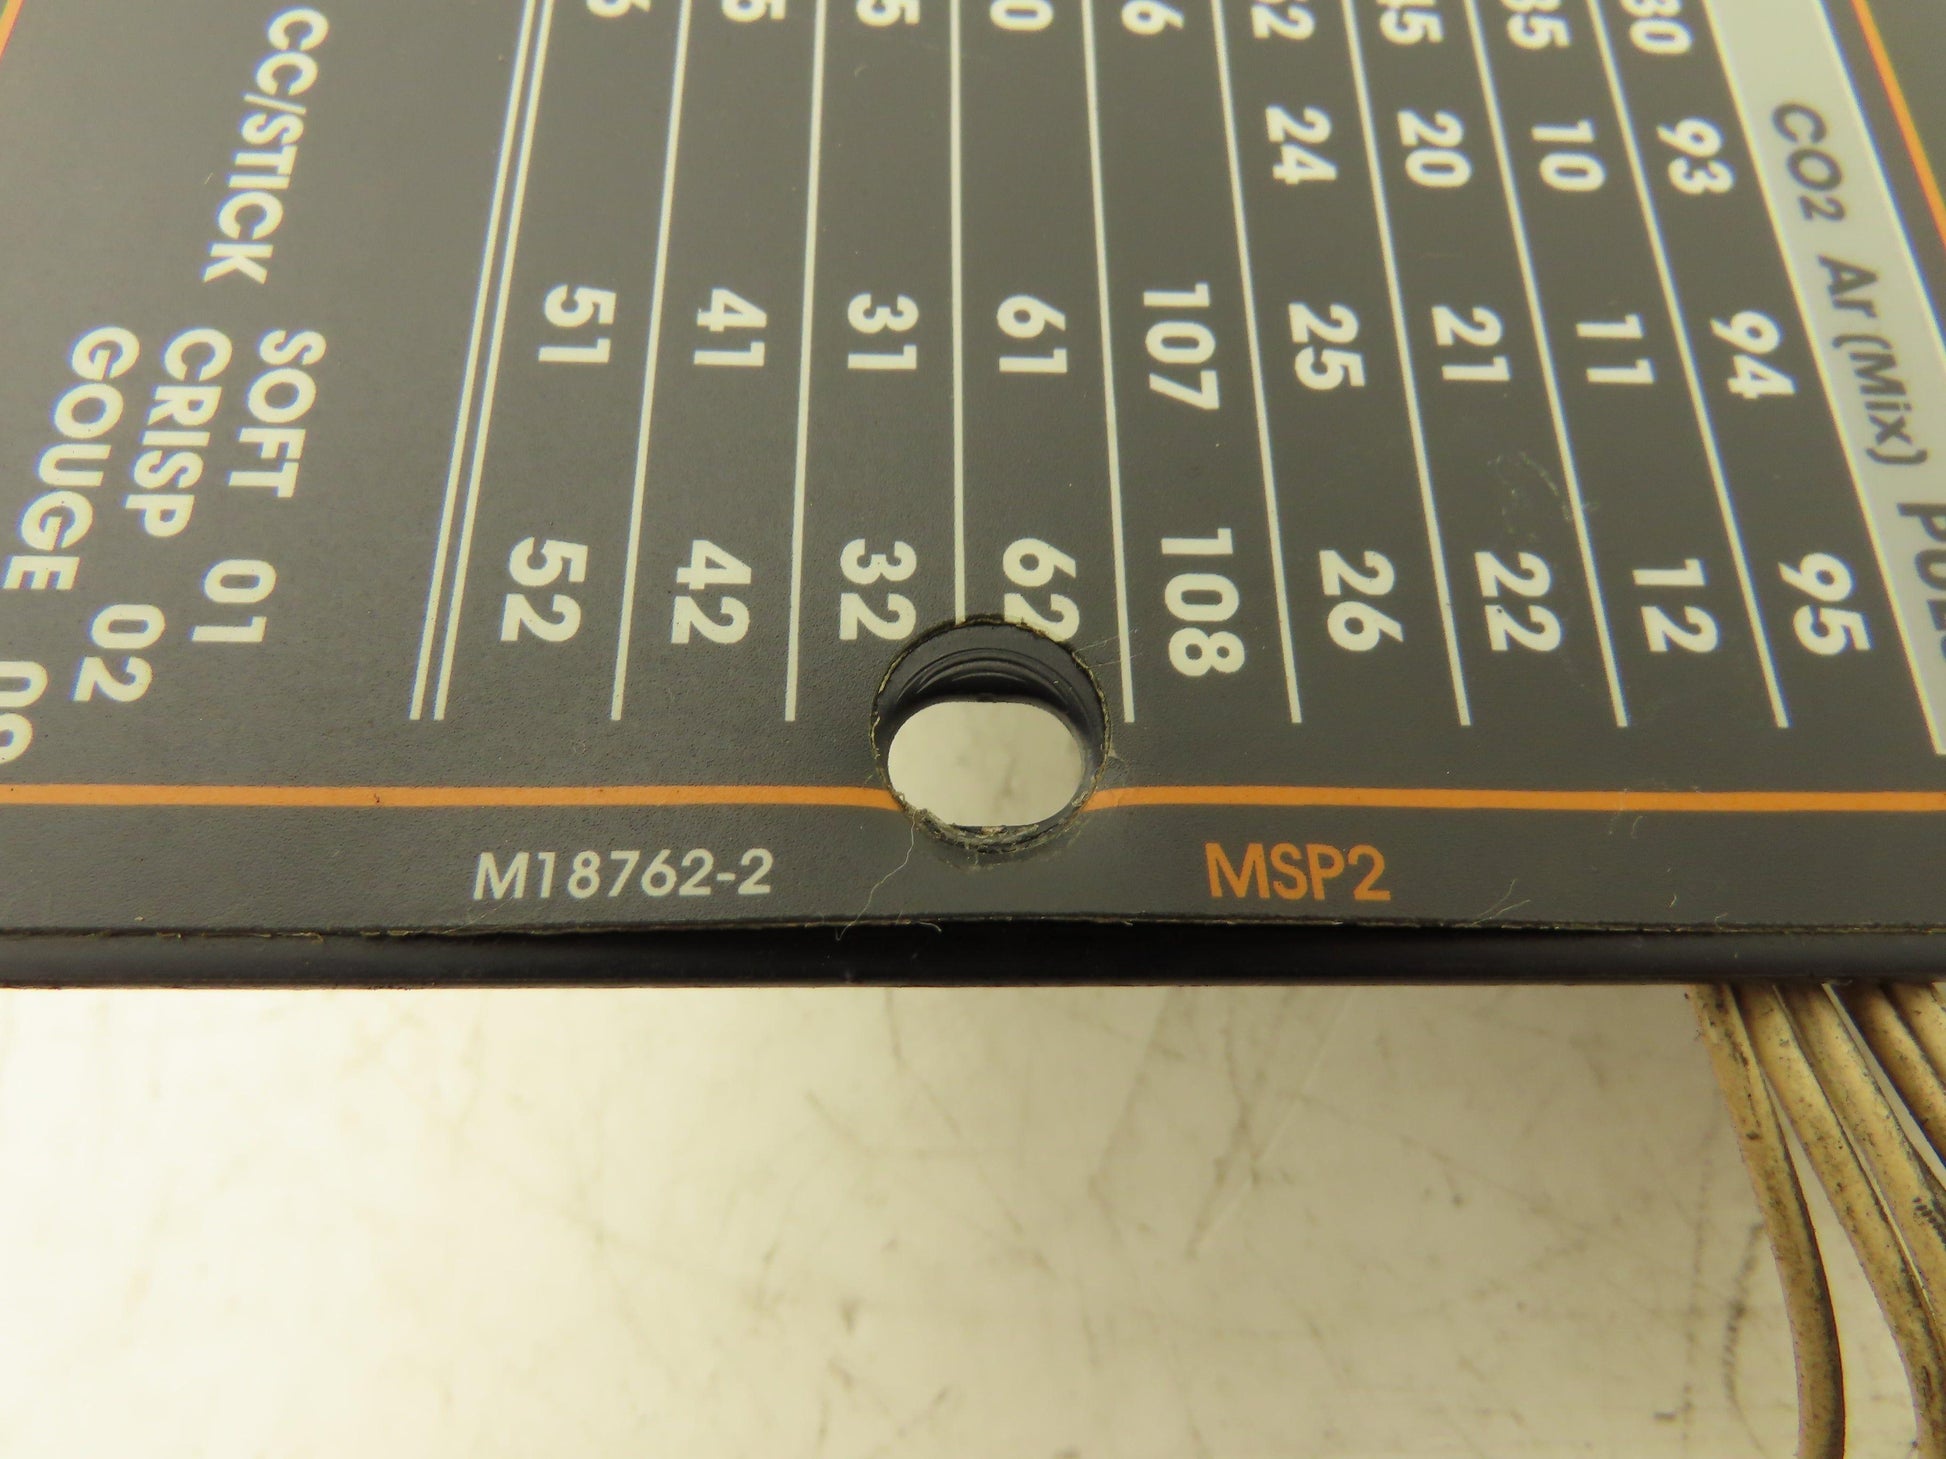 CO2 Ar (Mix)
93 94 95
10 11 12
20 21 22
24 25 26
107 108
61 62
31 32
41 42
51 52
CC/STICK SOFT 01
CRISP 02
GOUGE
M18762-2 MSP2